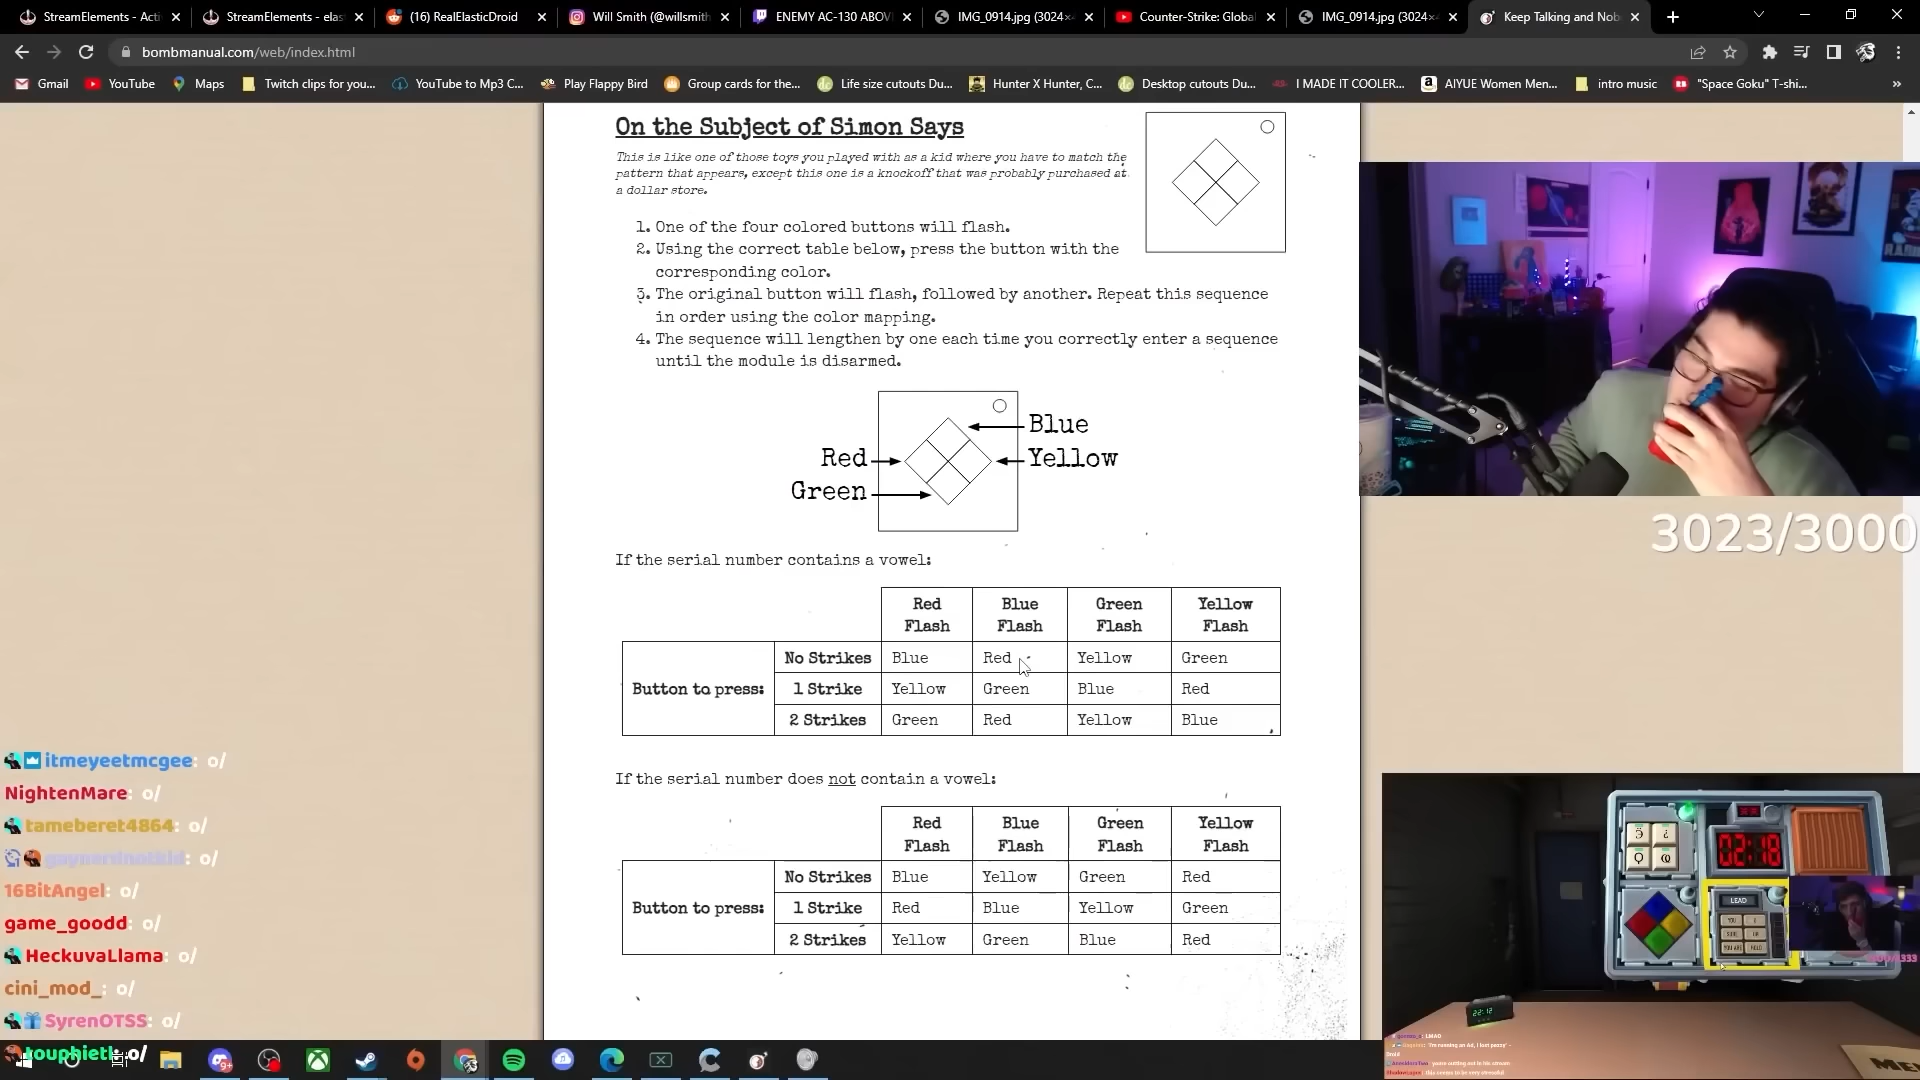 StreamElements - Acti
StreamElements - elas
(16) RealElasticDroid
Will Smith (@willsmith
ENEMY AC-130 ABOV
IMG_0914.jpg (3024×4
Counter-Strike: Global
IMG_0914.jpg (3024×4
Keep Talking and Nob
bombmanual.com/web/index.html
Gmail
YouTube
Maps
Twitch clips for you...
YouTube to Mp3 C...
Play Flappy Bird
Group cards for the...
Life size cutouts Du...
Hunter X Hunter, C...
Desktop cutouts Du...
I MADE IT COOLER...
AIYUE Women Men...
intro music
"Space Goku" T-shi...
On the Subject of Simon Says
This is like one of those toys you played with as a kid where you have to match the
pattern that appears, except this one is a knockoff that was probably purchased at
a dollar store.
1. One of the four colored buttons will flash.
2. Using the correct table below, press the button with the
corresponding color.
3. The original button will flash, followed by another. Repeat this sequence
in order using the color mapping.
4. The sequence will lengthen by one each time you correctly enter a sequence
until the module is disarmed.
Blue
Red
Yellow
Green
If the serial number contains a vowel:
Red Flash Blue Flash Green Flash Yellow Flash
Button to press:
No Strikes Blue Red Yellow Green
1 Strike Yellow Green Blue Red
2 Strikes Green Red Yellow Blue
If the serial number does not contain a vowel:
Red Flash Blue Flash Green Flash Yellow Flash
Button to press:
No Strikes Blue Yellow Green Red
1 Strike Red Blue Yellow Green
2 Strikes Yellow Green Blue Red
3023/3000
itmeyeetmcgee: o/
NightenMare: o/
tameberet4864: o/
o/
16BitAngel: o/
game_goodd: o/
HeckuvaLlama: o/
cini_mod_: o/
SyrenOTSS: o/
touphietl: o/
02:18
LEAD
YOU
SURE
YOU ARE
HOLD
22:12
LMAO